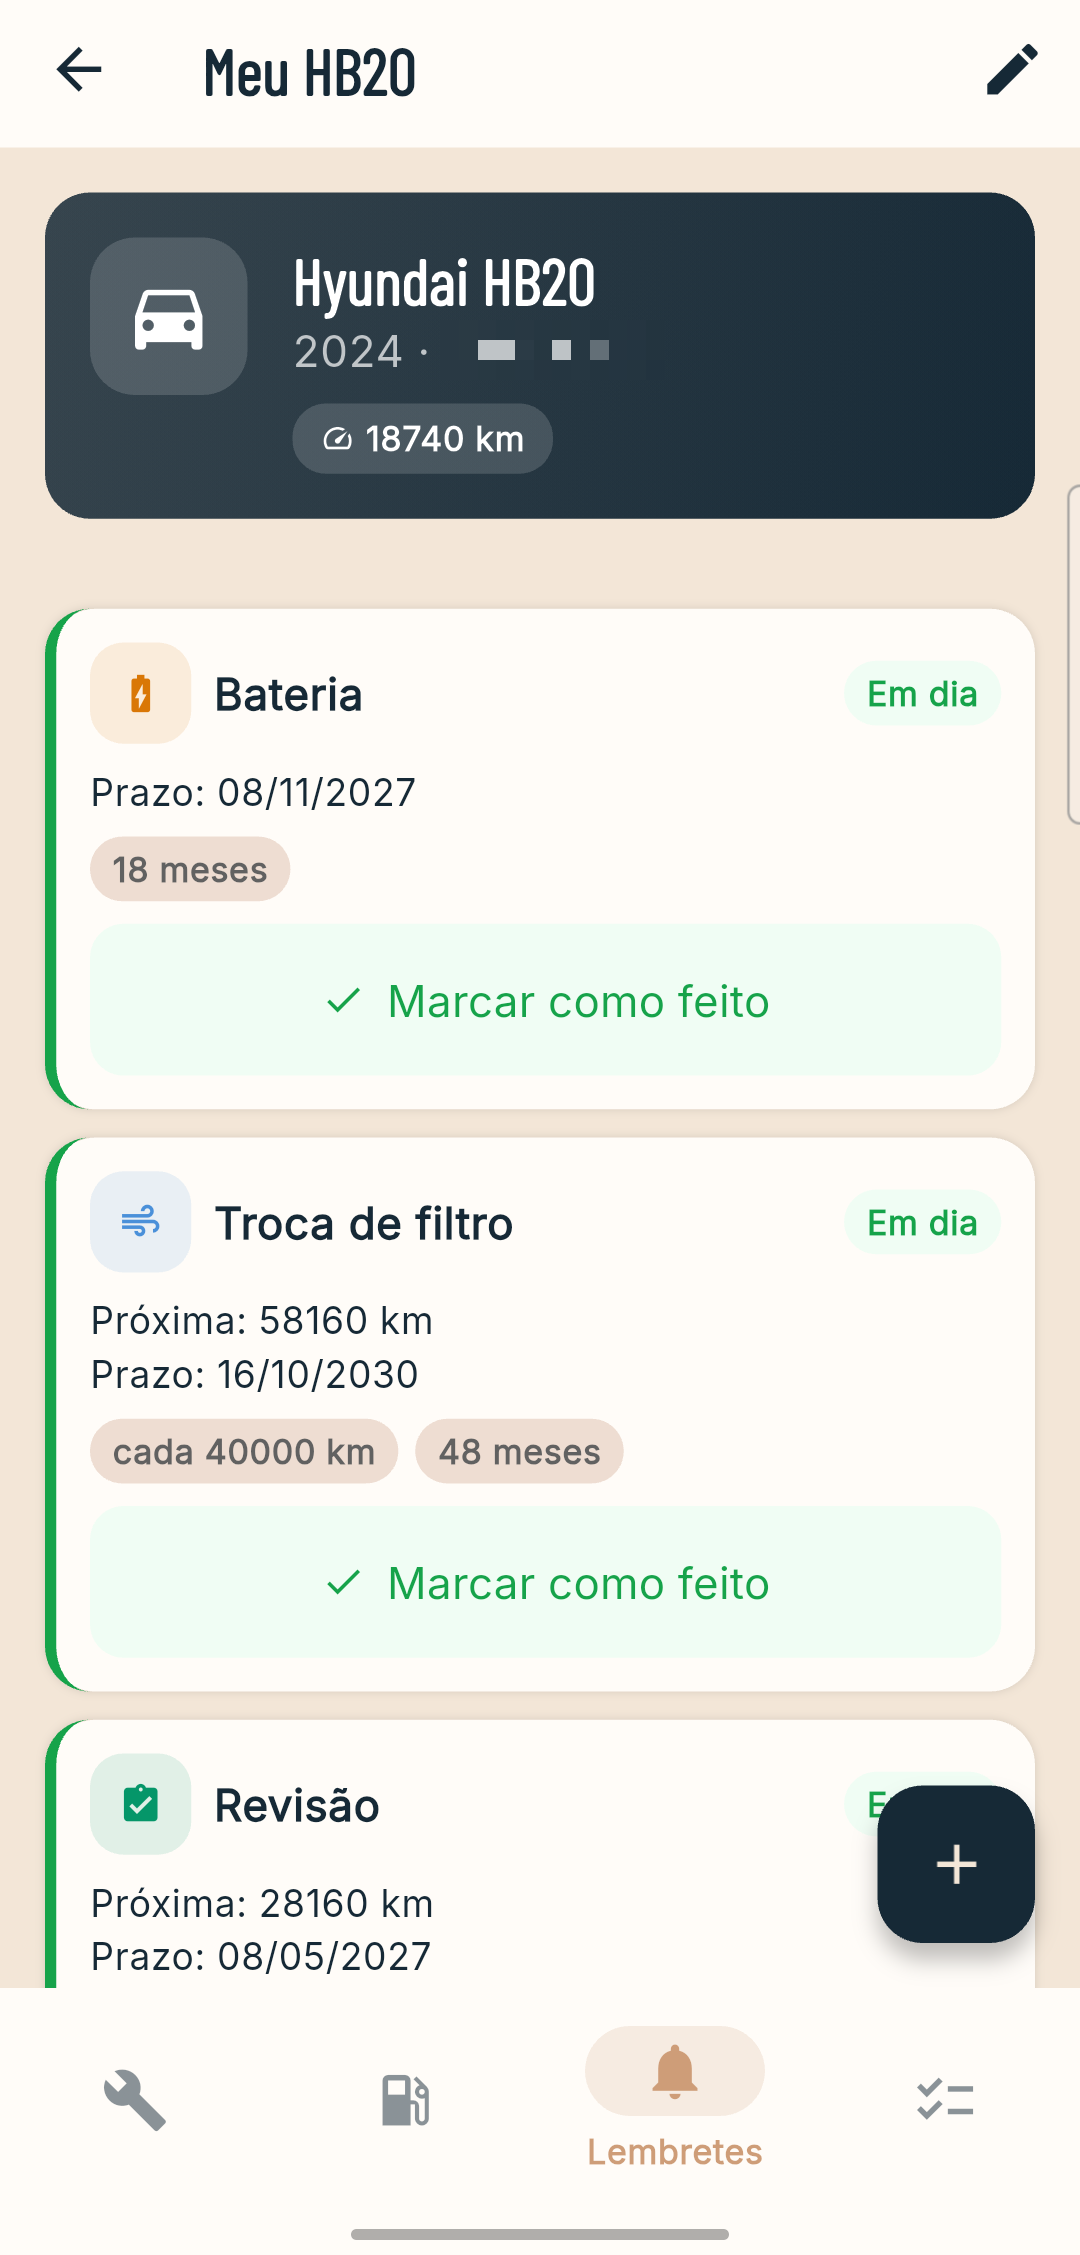 Meu HB20
Hyundai HB20
2024 ·
18740 km
Bateria
Em dia
Prazo: 08/11/2027
18 meses
Marcar como feito
Troca de filtro
Em dia
Próxima: 58160 km
Prazo: 16/10/2030
cada 40000 km
48 meses
Marcar como feito
Revisão
Próxima: 28160 km
Prazo: 08/05/2027
Lembretes